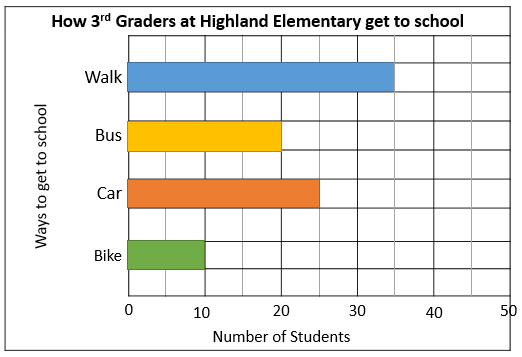 How 3rd Graders at Highland Elementary get to school
Ways to get to school
Walk
Bus
Car
Bike
0 10 20 30 40 50
Number of Students